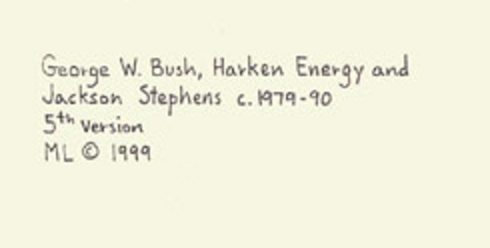 George W. Bush, Harken Energy and
Jackson Stephens c.1979-90
5th Version
ML © 1999